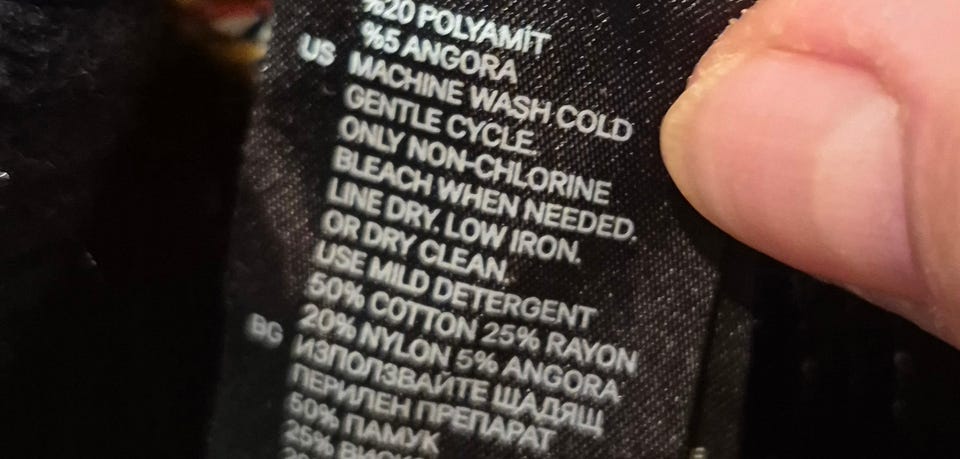 %20 POLYAMİT
%5 ANGORA
US MACHINE WASH COLD
GENTLE CYCLE.
ONLY NON-CHLORINE
BLEACH WHEN NEEDED.
LINE DRY. LOW IRON.
OR DRY CLEAN.
USE MILD DETERGENT
50% COTTON 25% RAYON
20% NYLON 5% ANGORA
BG ИЗПОЛЗВАЙТЕ ЩАДЯЩ
ПЕРИЛЕН ПРЕПАРАТ
50% ПАМУК
25%